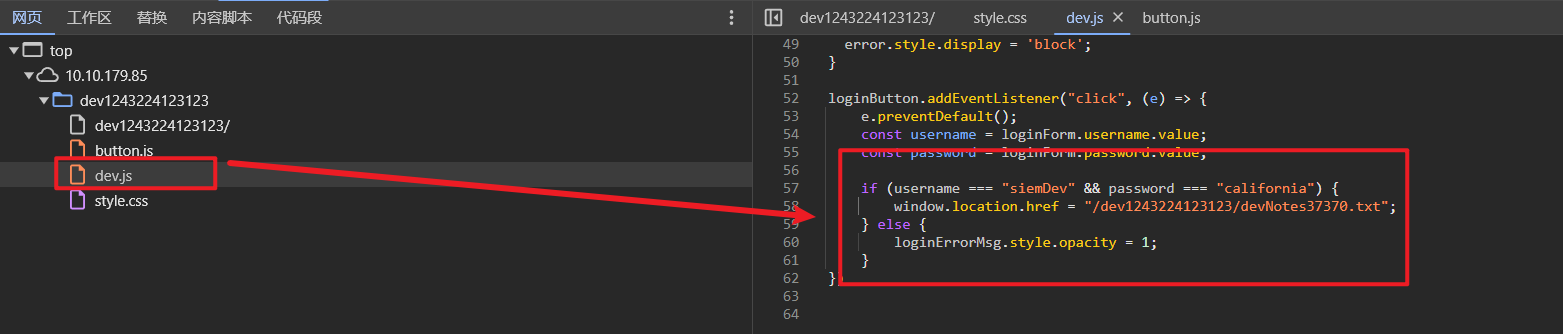 网页 工作区 替换 内容脚本 代码段
top
10.10.179.85
dev1243224123123
dev1243224123123/
button.js
dev.js
style.css
dev1243224123123/ style.css dev.js button.js
49 error.style.display = 'block';
50 }
51
52 loginButton.addEventListener("click", (e) => {
53 e.preventDefault();
54 const username = loginForm.username.value;
55 const password = loginForm.password.value;
56
57 if (username === "siemDev" && password === "california") {
58 window.location.href = "/dev1243224123123/devNotes37370.txt";
59 } else {
60 loginErrorMsg.style.opacity = 1;
61 }
62 })
63
64